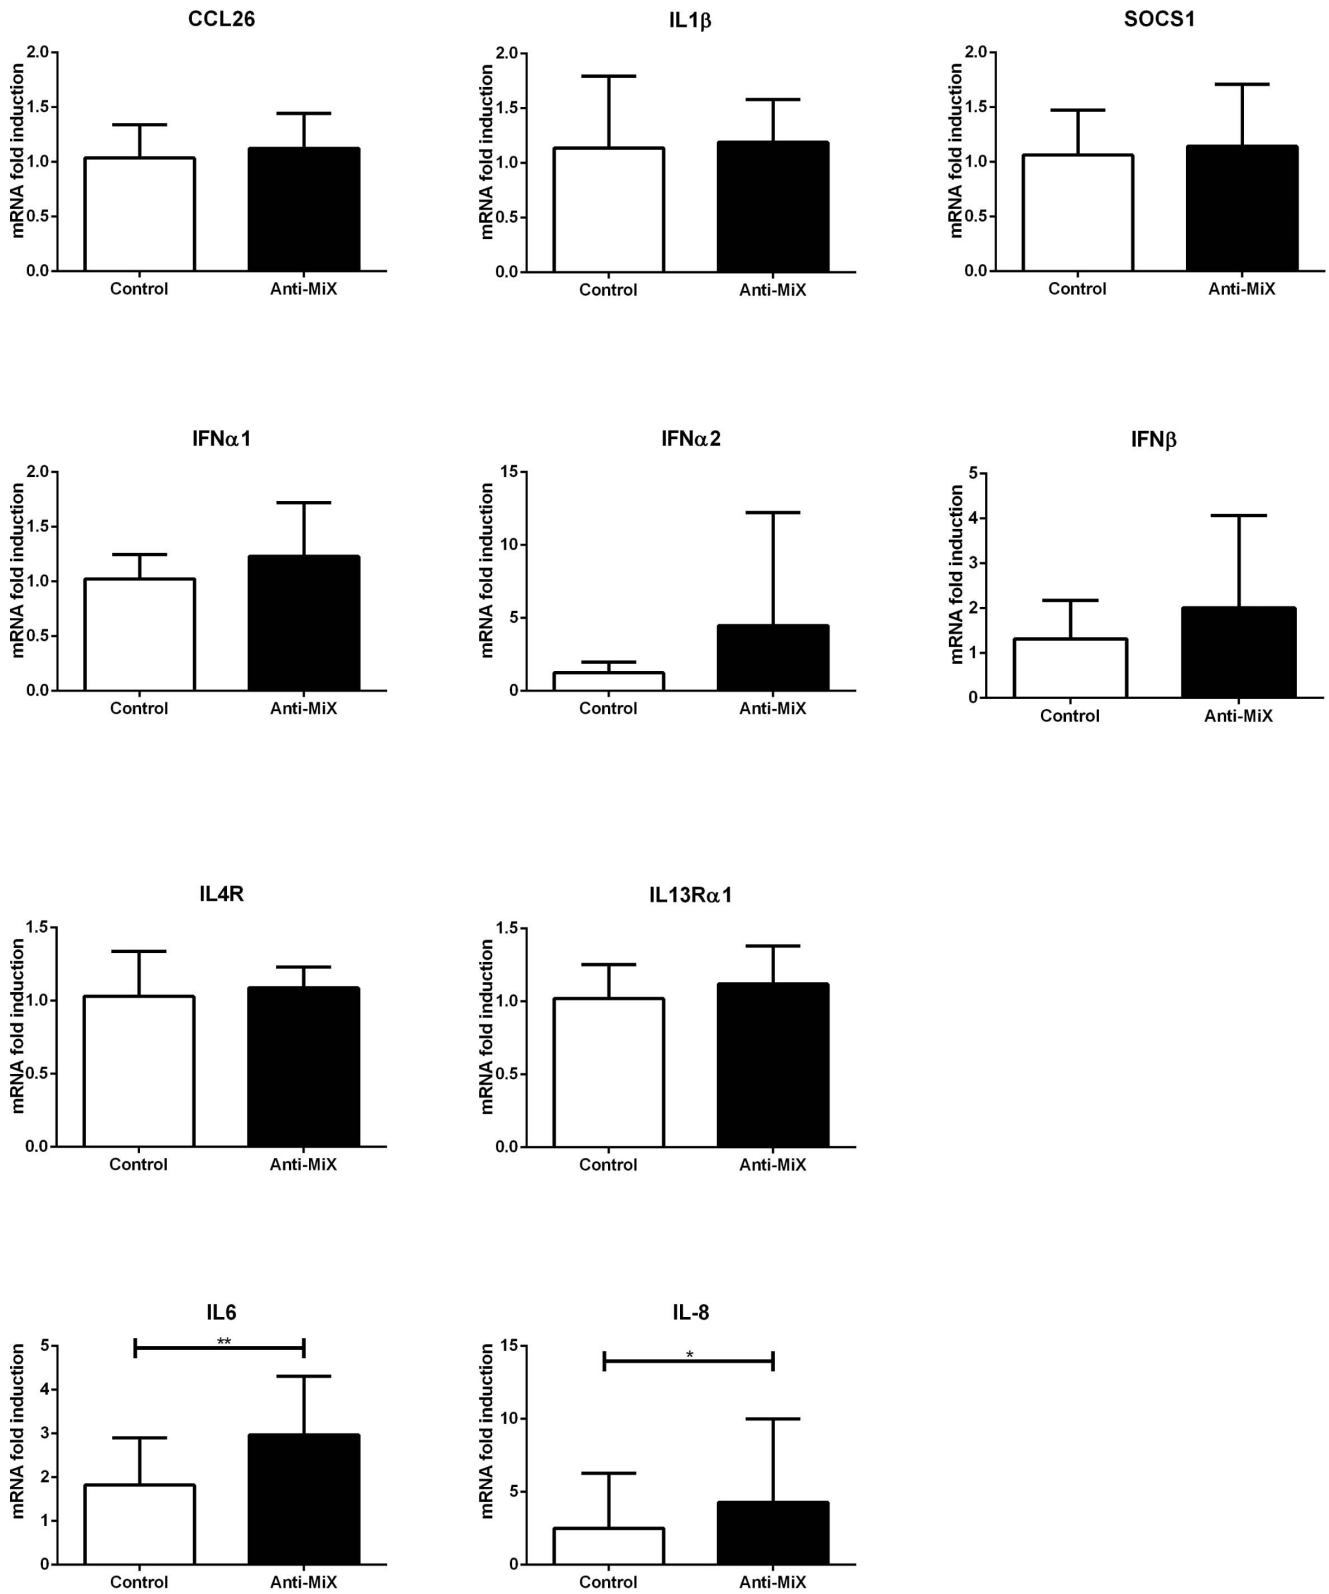 CCL26
mRNA fold induction
2.0
1.5
1.0
0.5
0.0
Control
Anti-MiX
IL1β
mRNA fold induction
2.0
1.5
1.0
0.5
0.0
Control
Anti-MiX
SOCS1
mRNA fold induction
2.0
1.5
1.0
0.5
0.0
Control
Anti-MiX
IFNα1
mRNA fold induction
2.0
1.5
1.0
0.5
0.0
Control
Anti-MiX
IFNα2
mRNA fold induction
15
10
5
0
Control
Anti-MiX
IFNβ
mRNA fold induction
5
4
3
2
1
0
Control
Anti-MiX
IL4R
mRNA fold induction
1.5
1.0
0.5
0.0
Control
Anti-MiX
IL13Rα1
mRNA fold induction
1.5
1.0
0.5
0.0
Control
Anti-MiX
IL6
mRNA fold induction
5
4
3
2
1
0
**
Control
Anti-MiX
IL-8
mRNA fold induction
15
10
5
0
*
Control
Anti-MiX